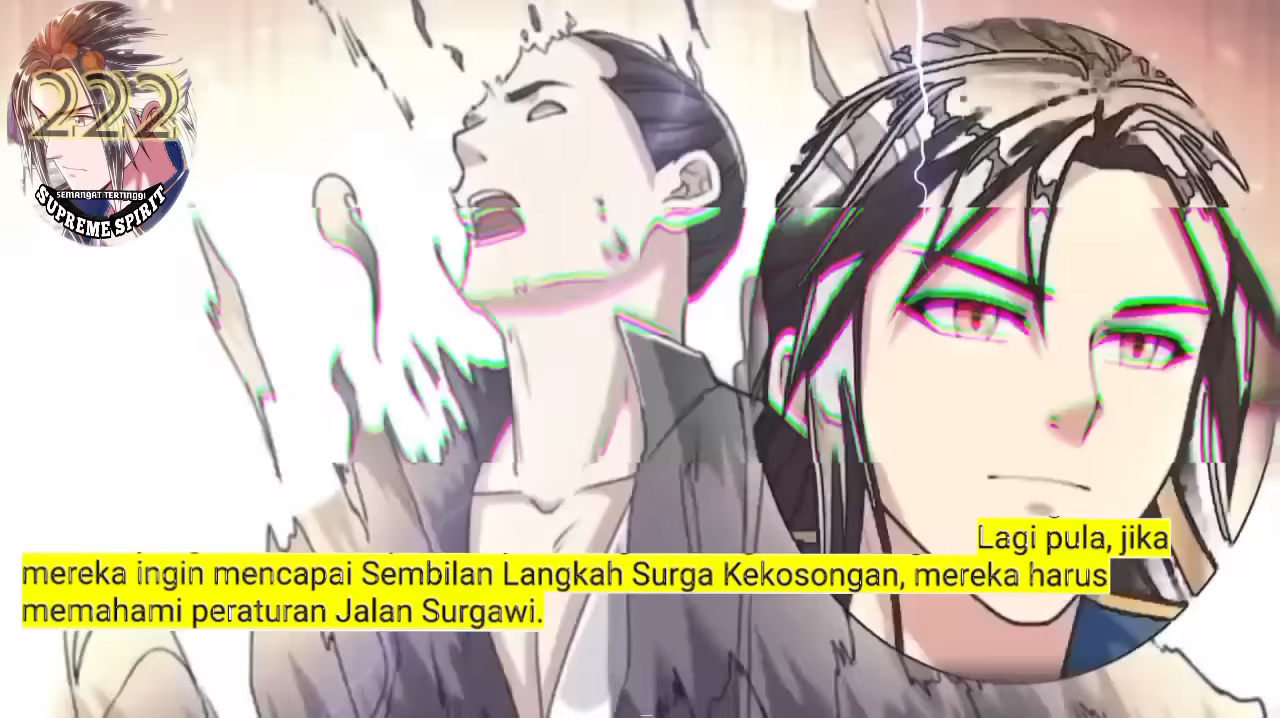 222
SEMANGAT TERTINGGI
SUPREME SPIRIT
Lagi pula, jika
mereka ingin mencapai Sembilan Langkah Surga Kekosongan, mereka harus
memahami peraturan Jalan Surgawi.